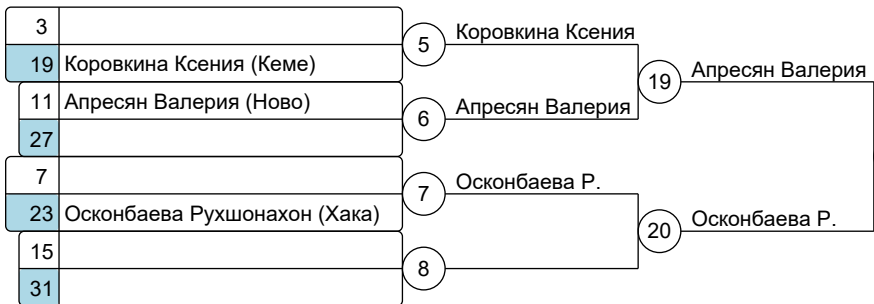 3
19 Коровкина Ксения (Кеме)
5 Коровкина Ксения
11 Апресян Валерия (Ново)
27
6 Апресян Валерия
19 Апресян Валерия
7
23 Осконбаева Рухшонахон (Хака)
7 Осконбаева Р.
15
31
8
20 Осконбаева Р.